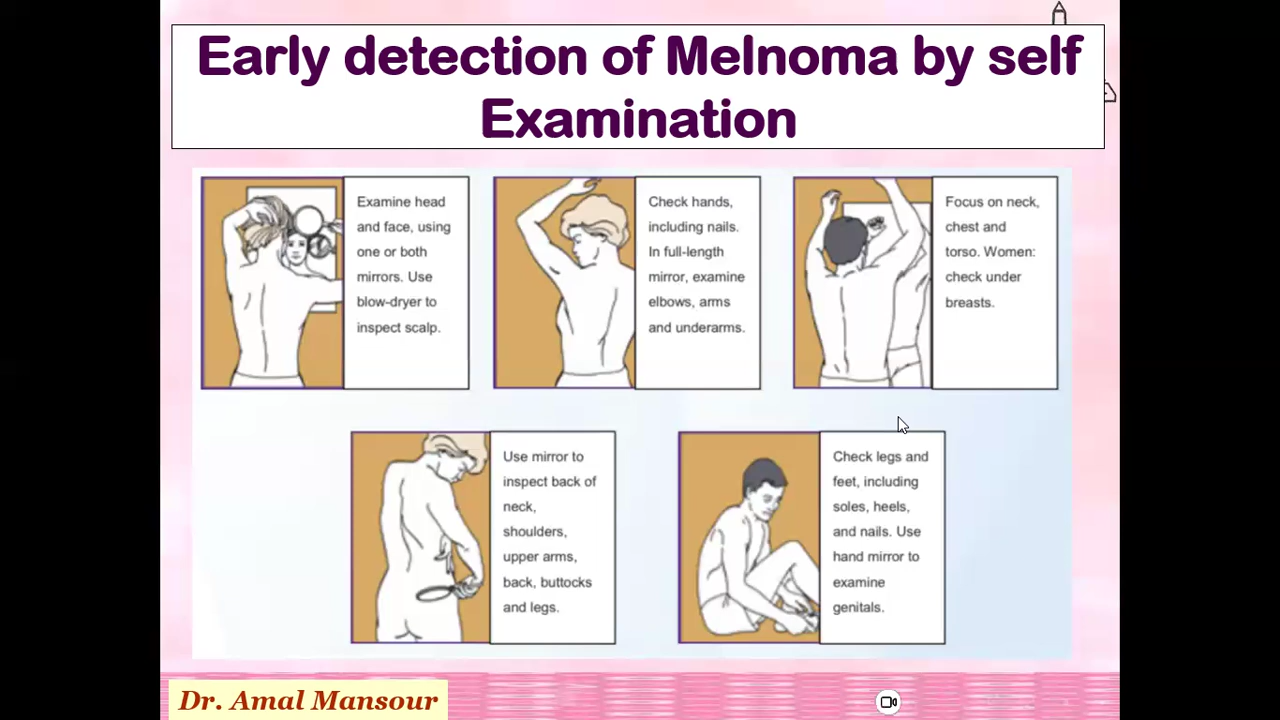 Early detection of Melnoma by self
Examination
Examine head
and face, using
one or both
mirrors. Use
blow-dryer to
inspect scalp.
Check hands,
including nails.
In full-length
mirror, examine
elbows, arms
and underarms.
Focus on neck,
chest and
torso. Women:
check under
breasts.
Use mirror to
inspect back of
neck,
shoulders,
upper arms,
back, buttocks
and legs.
Check legs and
feet, including
soles, heels,
and nails. Use
hand mirror to
examine
genitals.
Dr. Amal Mansour